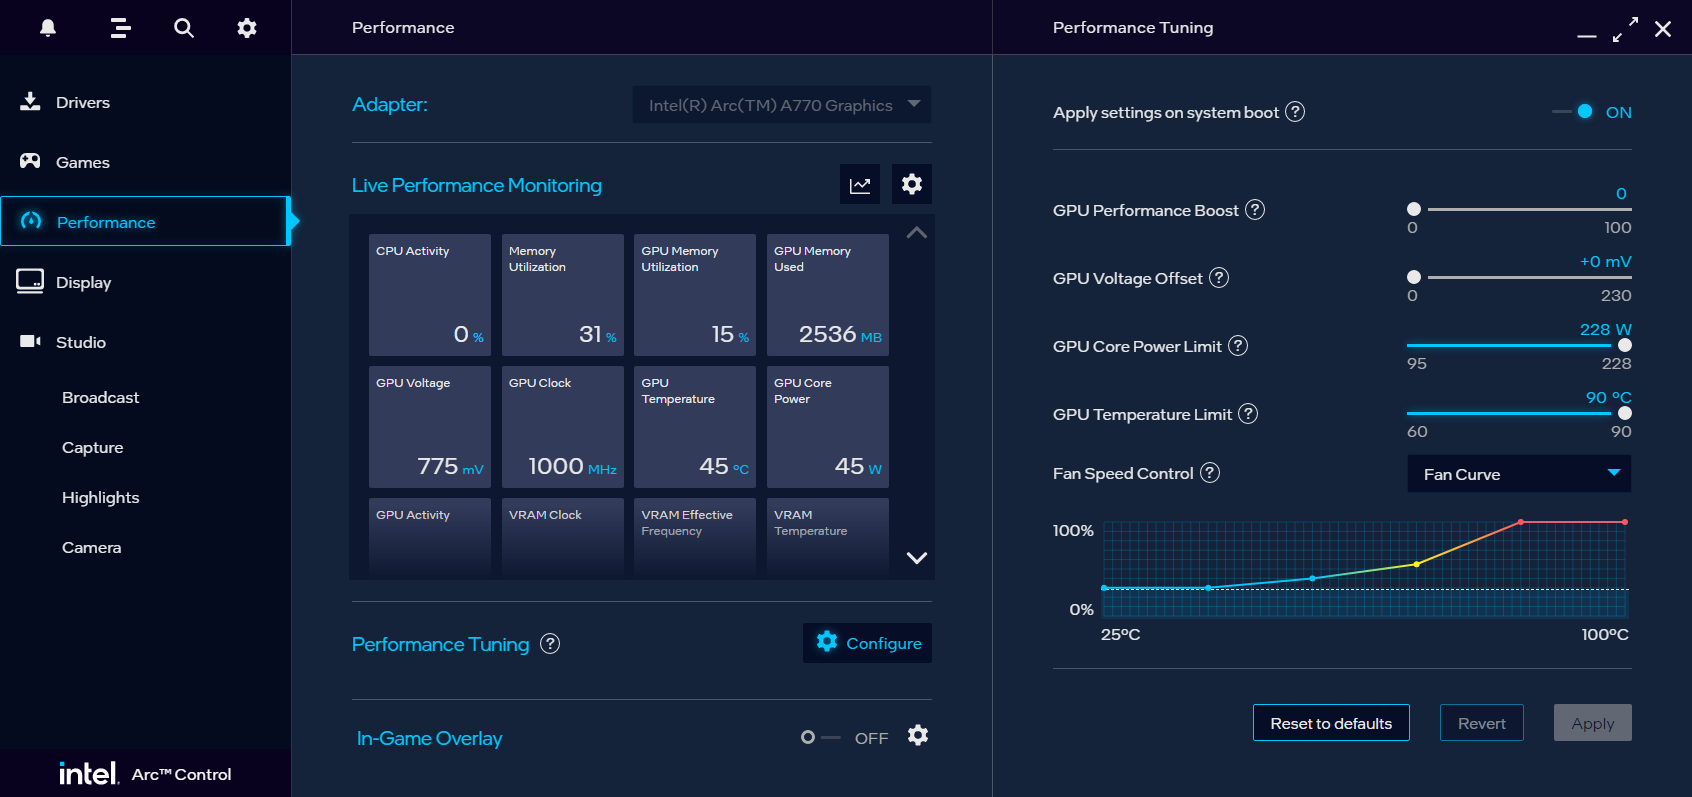 Drivers
Games
Performance
Display
Studio
Broadcast
Capture
Highlights
Camera
intel. Arc™ Control
Performance
Adapter:
Intel(R) Arc(TM) A770 Graphics
Live Performance Monitoring
CPU Activity
0 %
Memory
Utilization
31 %
GPU Memory
Utilization
15 %
GPU Memory
Used
2536 MB
GPU Voltage
775 mV
GPU Clock
1000 MHz
GPU
Temperature
45 °C
GPU Core
Power
45 W
GPU Activity
VRAM Clock
VRAM Effective
Frequency
VRAM
Temperature
Performance Tuning ?
Configure
In-Game Overlay
OFF
Performance Tuning
Apply settings on system boot ?
ON
GPU Performance Boost ?
0
0 100
GPU Voltage Offset ?
+0 mV
0 230
GPU Core Power Limit ?
228 W
95 228
GPU Temperature Limit ?
90 °C
60 90
Fan Speed Control ?
Fan Curve
100%
0%
25°C 100°C
Reset to defaults
Revert
Apply